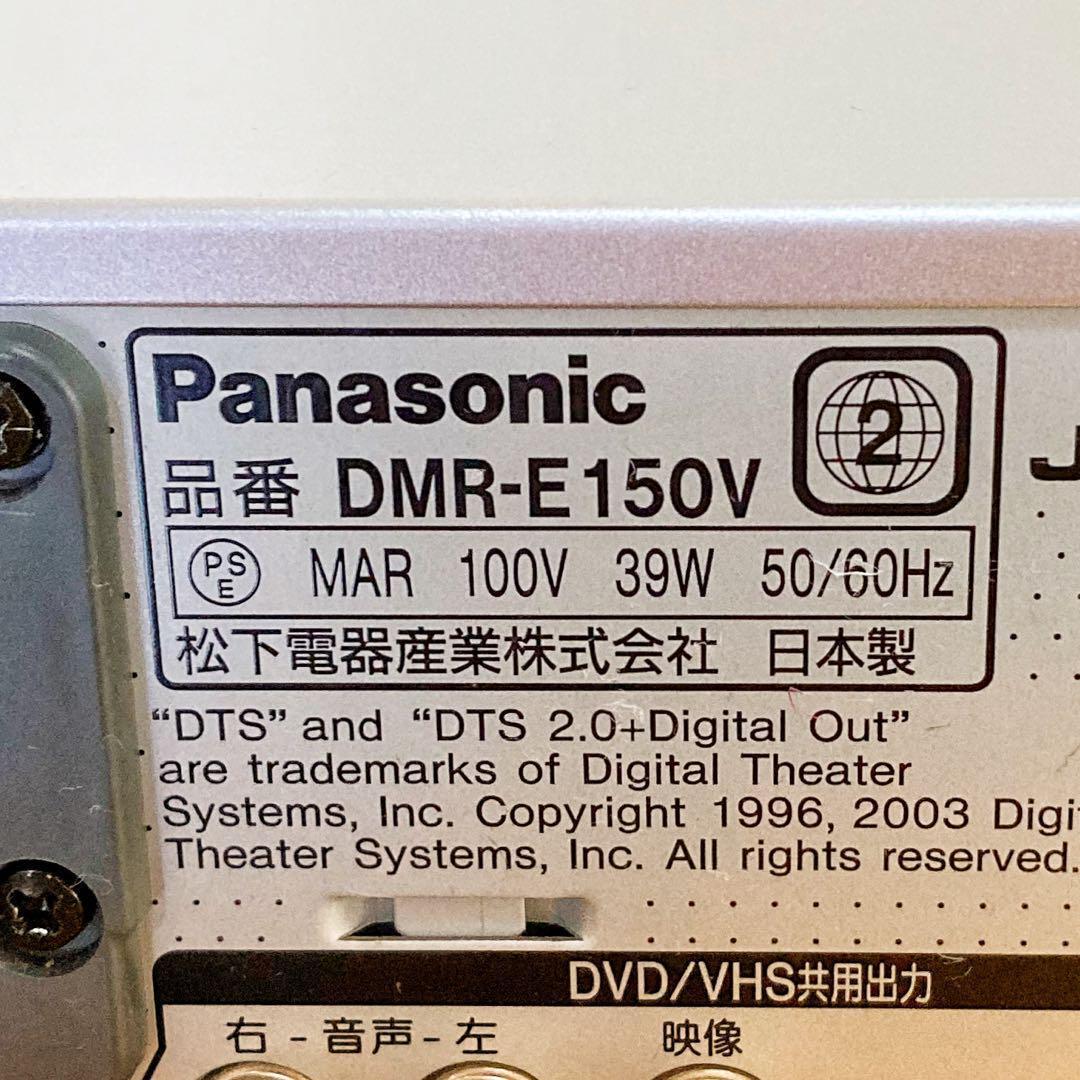 Panasonic
2
品番 DMR-E150V
PSE MAR 100V 39W 50/60Hz
松下電器産業株式会社 日本製
“DTS” and “DTS 2.0+Digital Out”
are trademarks of Digital Theater
Systems, Inc. Copyright 1996, 2003 Digi
Theater Systems, Inc. All rights reserved.
DVD/VHS共用出力
右 - 音声 - 左 映像